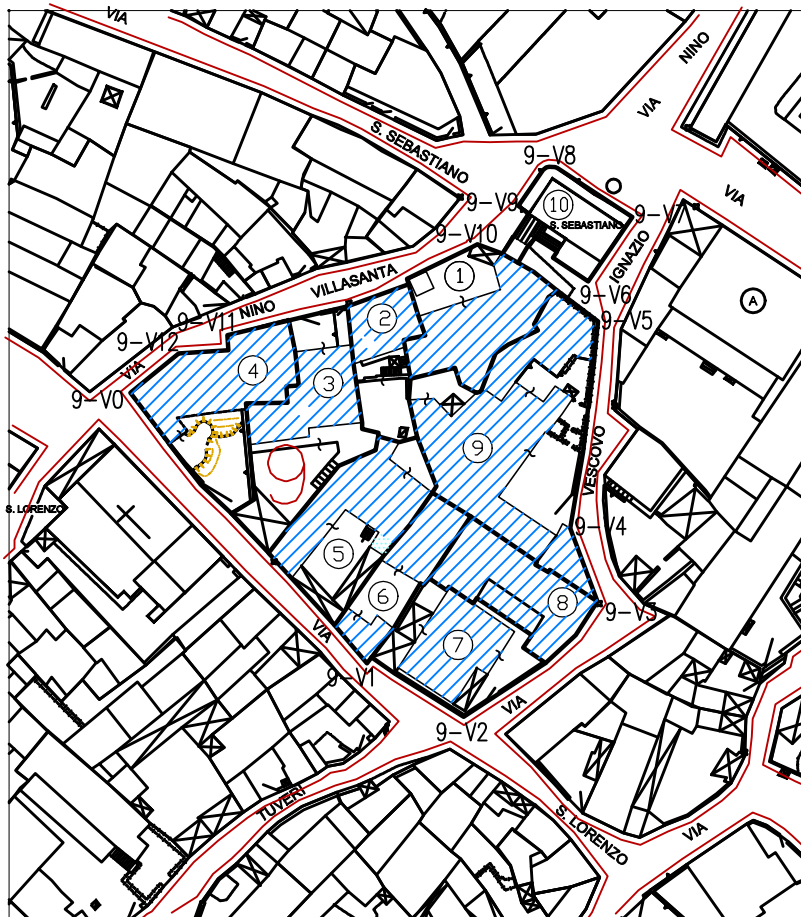 VIA
NINO
VIA
S. SEBASTIANO
9-V8
VIA
9-V9
10
9-V7
S. SEBASTIANO
9-V10
IGNAZIO
1
VILLASANTA
9-V6
A
NINO
2
9-V11
9-V5
9-V12
VIA
4
3
9-V0
9
VESCOVO
S. LORENZO
9-V4
5
6
8
9-V3
VIA
7
9-V1
VIA
9-V2
TUVERI
S. LORENZO
VIA